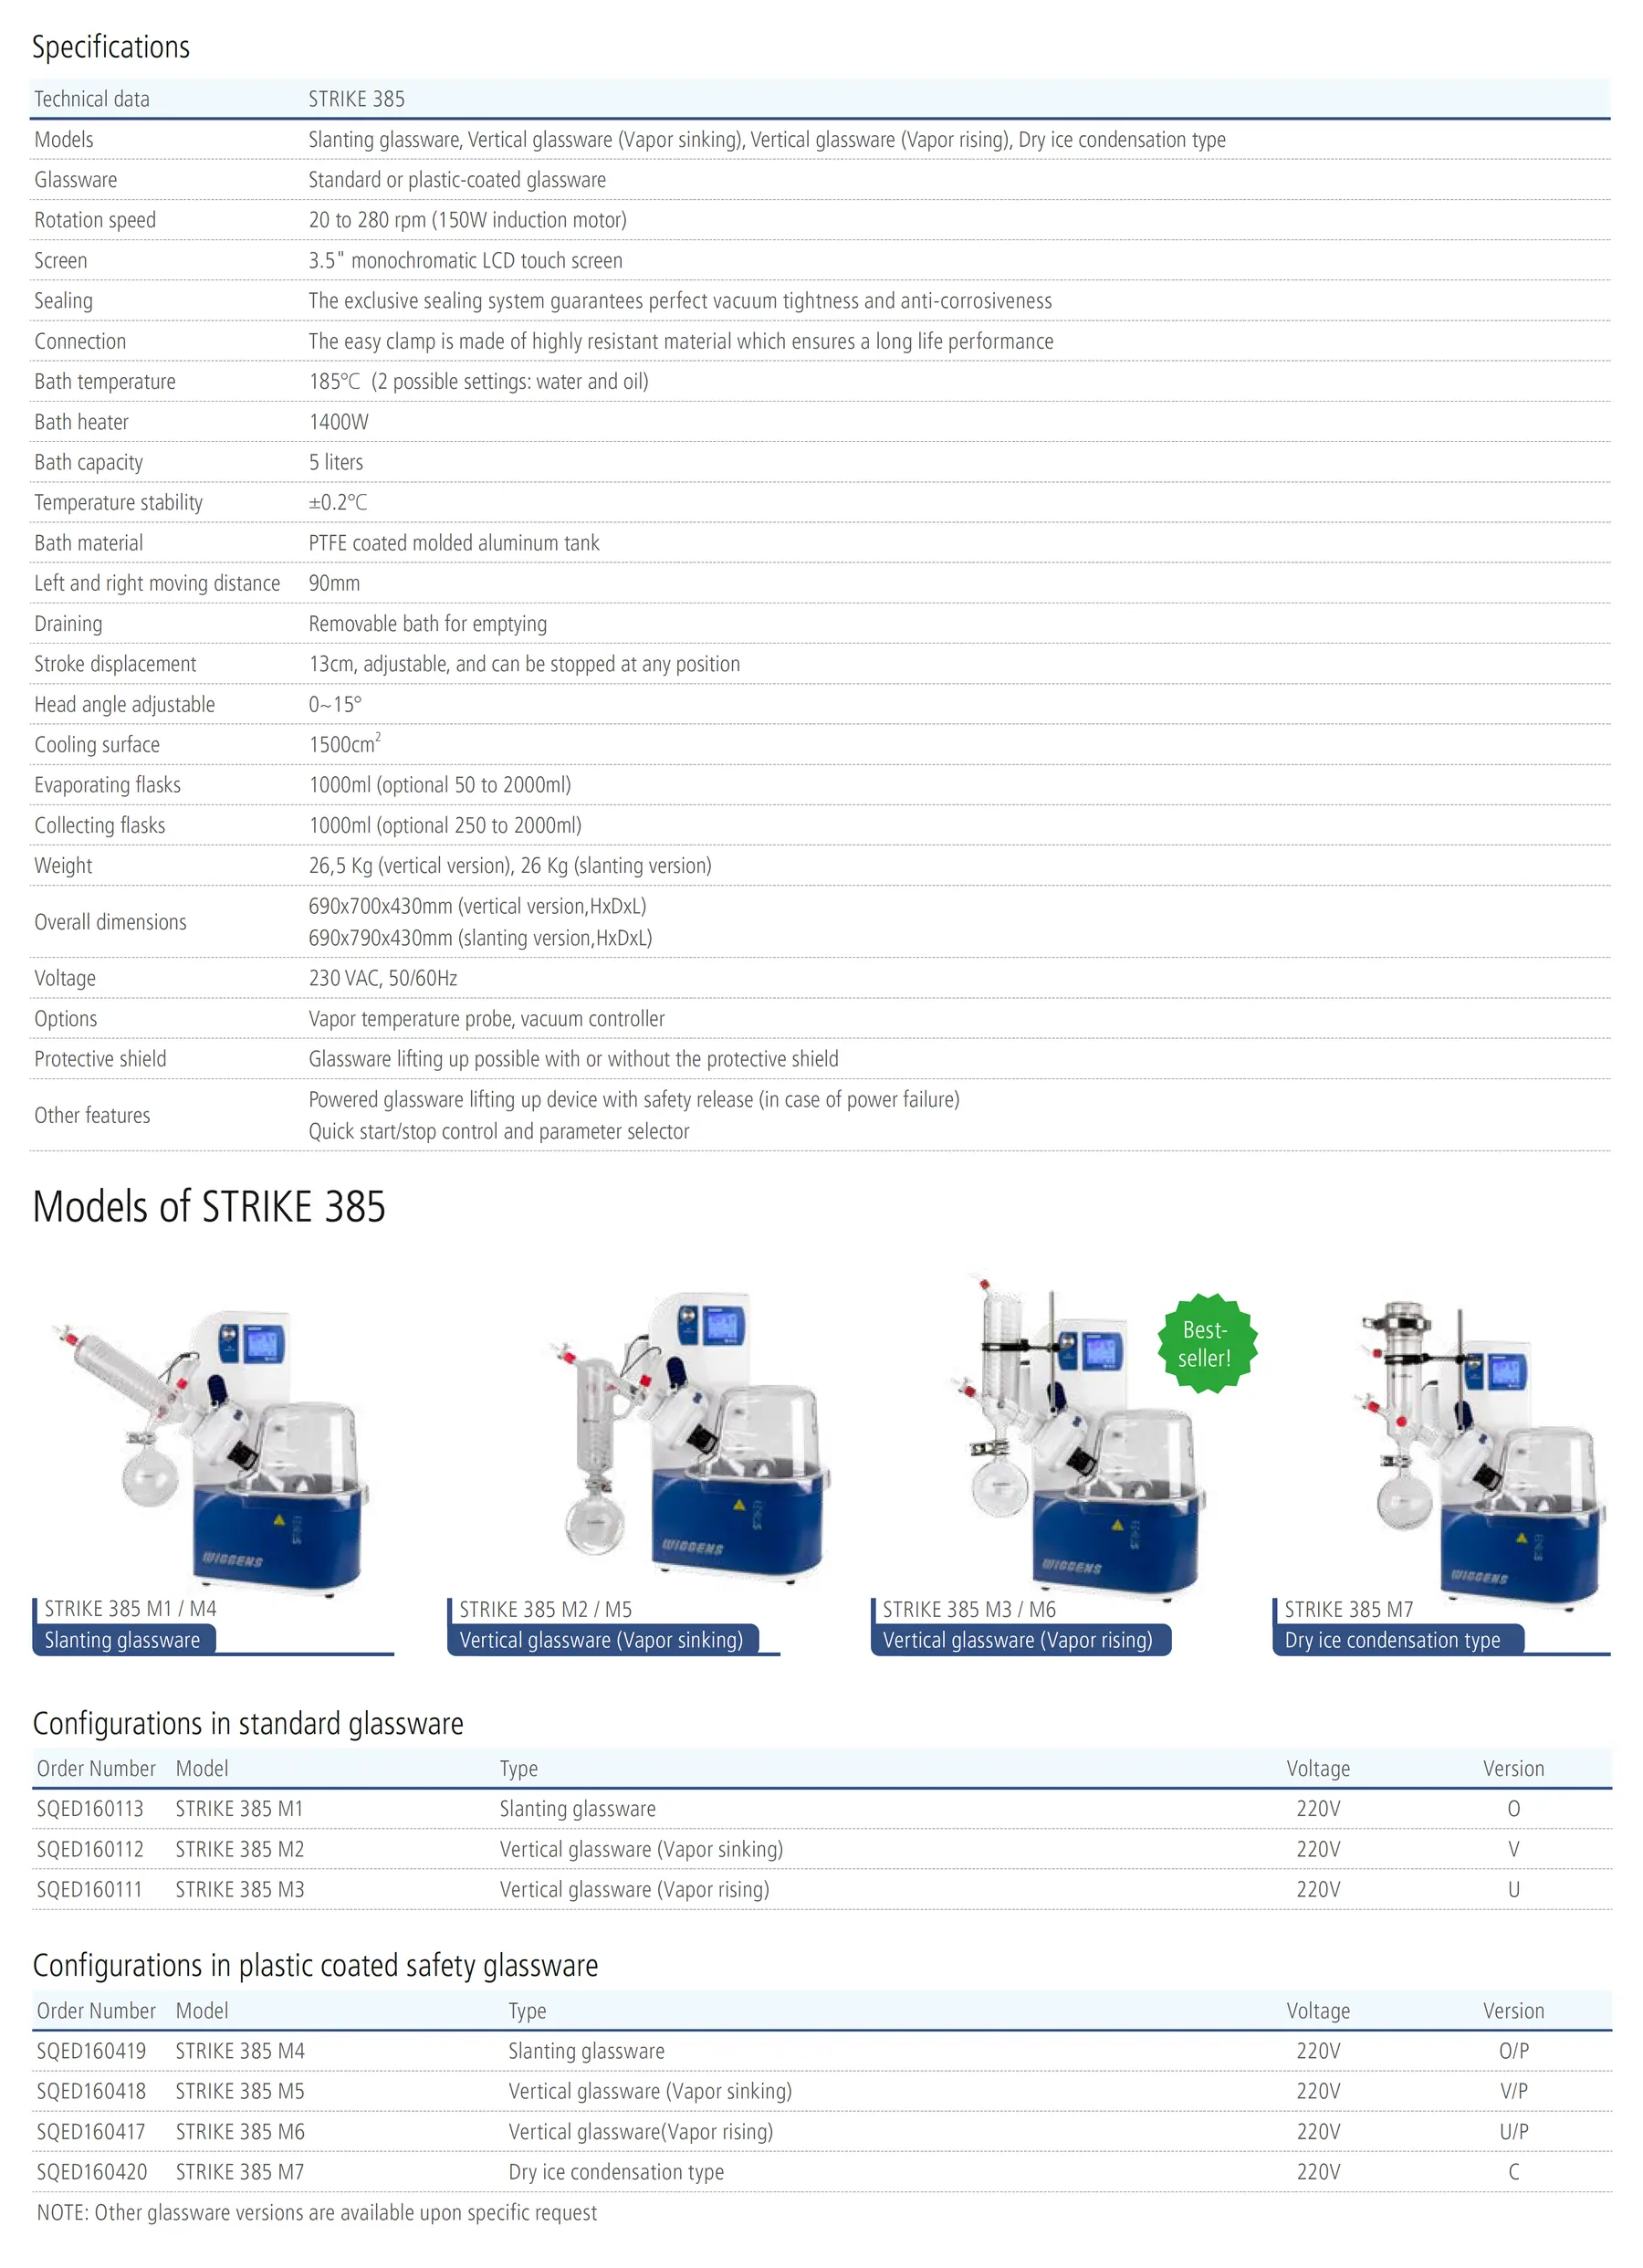 Specifications
Technical data STRIKE 385
Models Slanting glassware, Vertical glassware (Vapor sinking), Vertical glassware (Vapor rising), Dry ice condensation type
Glassware Standard or plastic-coated glassware
Rotation speed 20 to 280 rpm (150W induction motor)
Screen 3.5" monochromatic LCD touch screen
Sealing The exclusive sealing system guarantees perfect vacuum tightness and anti-corrosiveness
Connection The easy clamp is made of highly resistant material which ensures a long life performance
Bath temperature 185℃ (2 possible settings: water and oil)
Bath heater 1400W
Bath capacity 5 liters
Temperature stability ±0.2℃
Bath material PTFE coated molded aluminum tank
Left and right moving distance 90mm
Draining Removable bath for emptying
Stroke displacement 13cm, adjustable, and can be stopped at any position
Head angle adjustable 0~15°
Cooling surface 1500cm²
Evaporating flasks 1000ml (optional 50 to 2000ml)
Collecting flasks 1000ml (optional 250 to 2000ml)
Weight 26,5 Kg (vertical version), 26 Kg (slanting version)
Overall dimensions 690x700x430mm (vertical version,HxDxL)
690x790x430mm (slanting version,HxDxL)
Voltage 230 VAC, 50/60Hz
Options Vapor temperature probe, vacuum controller
Protective shield Glassware lifting up possible with or without the protective shield
Other features Powered glassware lifting up device with safety release (in case of power failure)
Quick start/stop control and parameter selector
Models of STRIKE 385
Best-
seller!
STRIKE STRIKE STRIKE STRIKE
WIGGENS WIGGENS WIGGENS WIGGENS
STRIKE 385 M1 / M4 STRIKE 385 M2 / M5 STRIKE 385 M3 / M6 STRIKE 385 M7
Slanting glassware Vertical glassware (Vapor sinking) Vertical glassware (Vapor rising) Dry ice condensation type
Configurations in standard glassware
Order Number Model Type Voltage Version
SQED160113 STRIKE 385 M1 Slanting glassware 220V O
SQED160112 STRIKE 385 M2 Vertical glassware (Vapor sinking) 220V V
SQED160111 STRIKE 385 M3 Vertical glassware (Vapor rising) 220V U
Configurations in plastic coated safety glassware
Order Number Model Type Voltage Version
SQED160419 STRIKE 385 M4 Slanting glassware 220V O/P
SQED160418 STRIKE 385 M5 Vertical glassware (Vapor sinking) 220V V/P
SQED160417 STRIKE 385 M6 Vertical glassware(Vapor rising) 220V U/P
SQED160420 STRIKE 385 M7 Dry ice condensation type 220V C
NOTE: Other glassware versions are available upon specific request